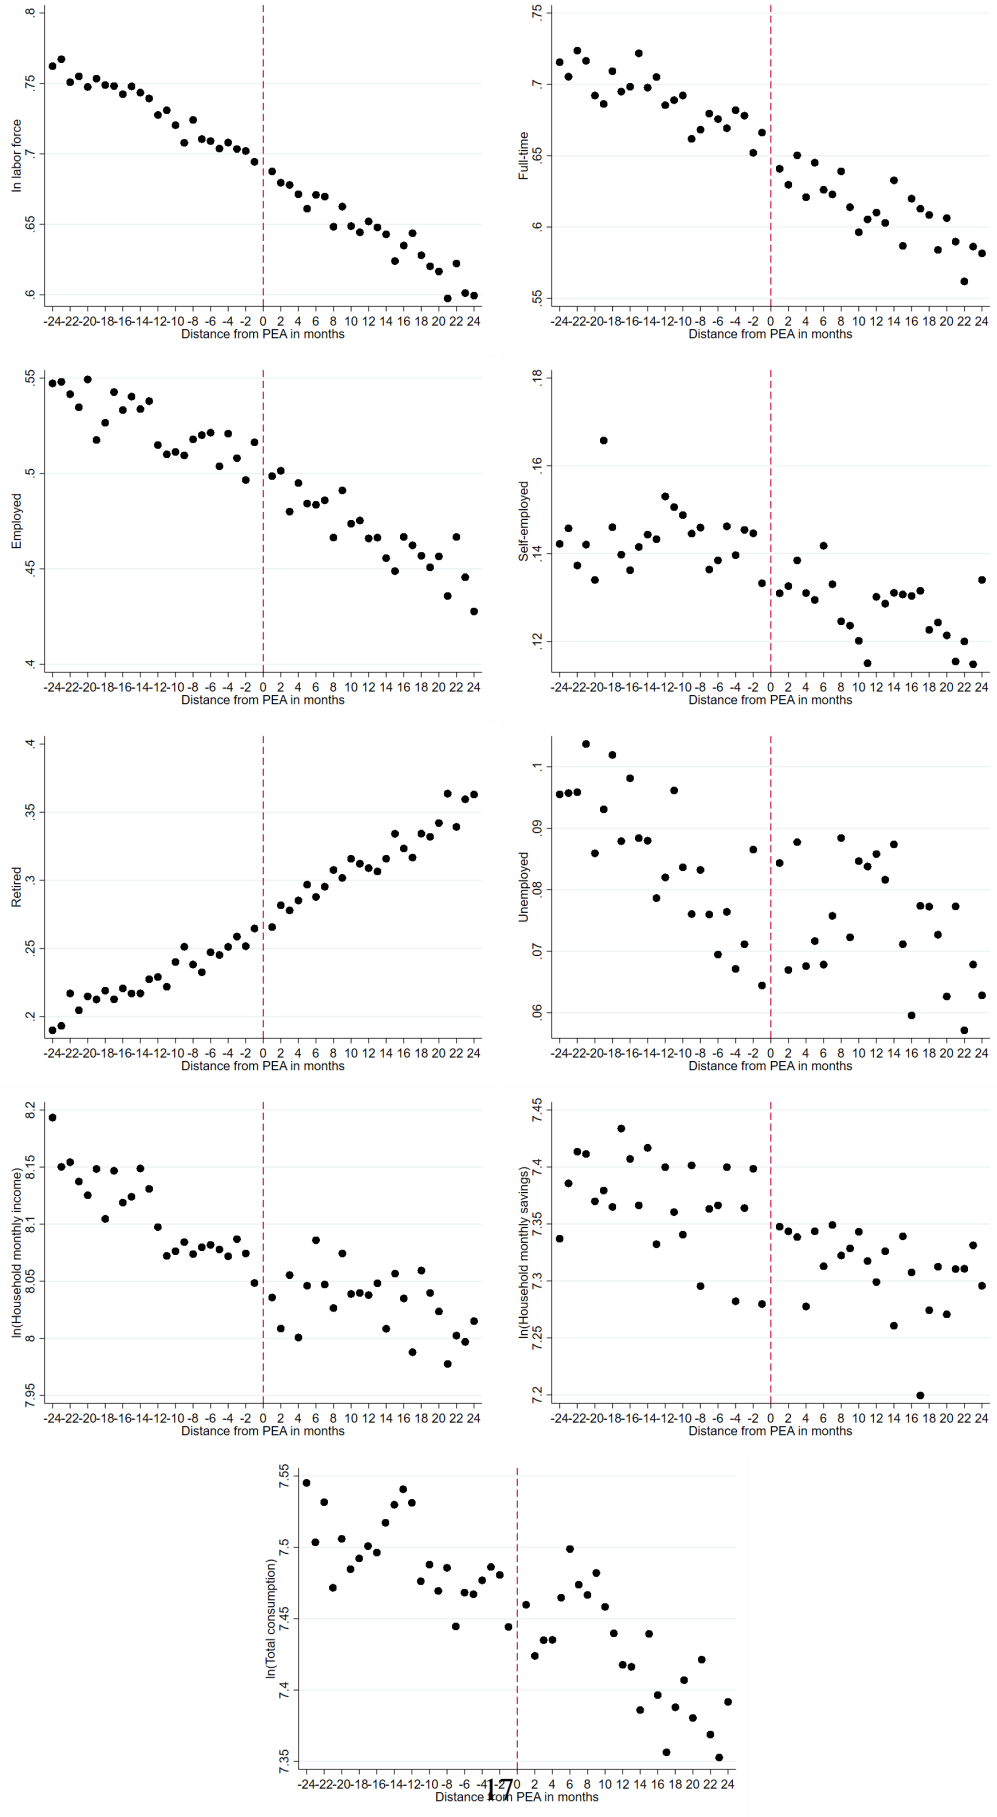 In labor force
.8
.75
.7
.65
.6
-24-22-20-18-16-14-12-10 -8 -6 -4 -2 0 2 4 6 8 10 12 14 16 18 20 22 24
Distance from PEA in months
Full-time
.75
.7
.65
.6
.55
-24-22-20-18-16-14-12-10 -8 -6 -4 -2 0 2 4 6 8 10 12 14 16 18 20 22 24
Distance from PEA in months
Employed
.55
.5
.45
.4
-24-22-20-18-16-14-12-10 -8 -6 -4 -2 0 2 4 6 8 10 12 14 16 18 20 22 24
Distance from PEA in months
Self-employed
.18
.16
.14
.12
-24-22-20-18-16-14-12-10 -8 -6 -4 -2 0 2 4 6 8 10 12 14 16 18 20 22 24
Distance from PEA in months
Retired
.4
.35
.3
.25
.2
-24-22-20-18-16-14-12-10 -8 -6 -4 -2 0 2 4 6 8 10 12 14 16 18 20 22 24
Distance from PEA in months
Unemployed
.1
.09
.08
.07
.06
-24-22-20-18-16-14-12-10 -8 -6 -4 -2 0 2 4 6 8 10 12 14 16 18 20 22 24
Distance from PEA in months
ln(Household monthly income)
8.2
8.15
8.1
8.05
8
7.95
-24-22-20-18-16-14-12-10 -8 -6 -4 -2 0 2 4 6 8 10 12 14 16 18 20 22 24
Distance from PEA in months
ln(Household monthly savings)
7.45
7.4
7.35
7.3
7.25
7.2
-24-22-20-18-16-14-12-10 -8 -6 -4 -2 0 2 4 6 8 10 12 14 16 18 20 22 24
Distance from PEA in months
ln(Total consumption)
7.55
7.5
7.45
7.4
7.35
-24-22-20-18-16-14-12-10 -8 -6 -4 -2 0 2 4 6 8 10 12 14 16 18 20 22 24
Distance from PEA in months
17